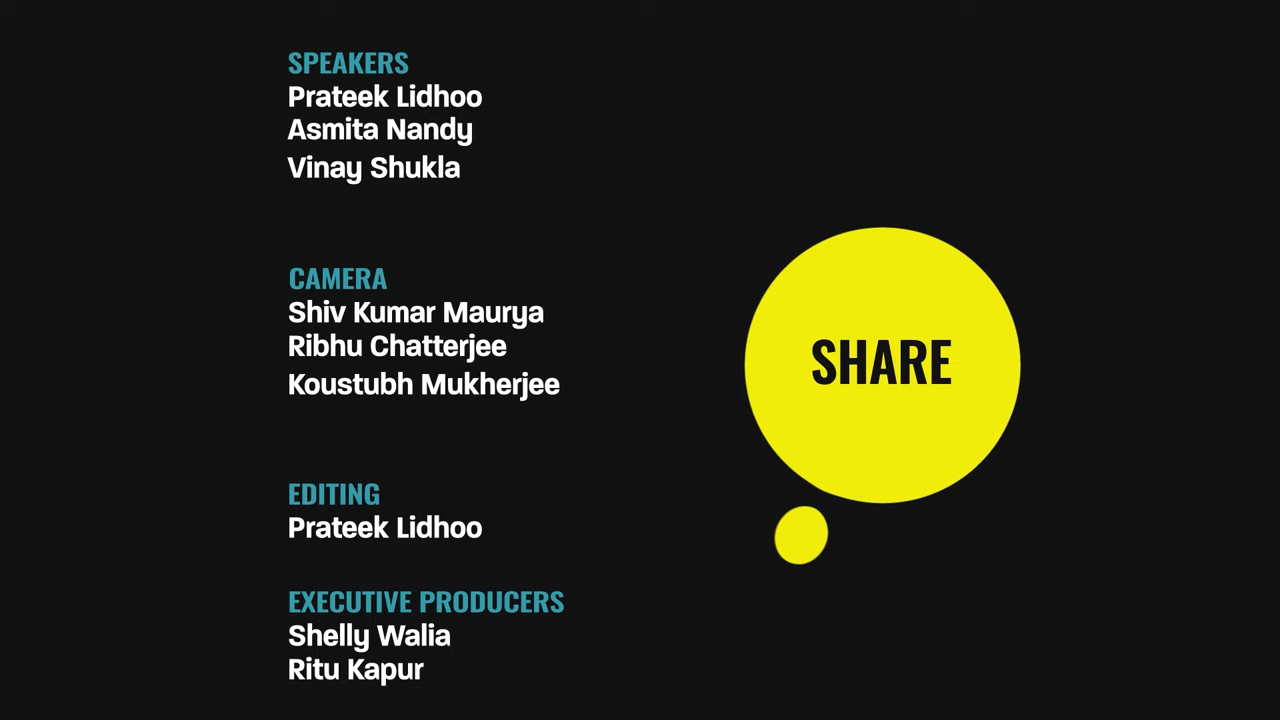 SPEAKERS
Prateek Lidhoo
Asmita Nandy
Vinay Shukla
CAMERA
Shiv Kumar Maurya
Ribhu Chatterjee
Koustubh Mukherjee
EDITING
Prateek Lidhoo
EXECUTIVE PRODUCERS
Shelly Walia
Ritu Kapur
SHARE